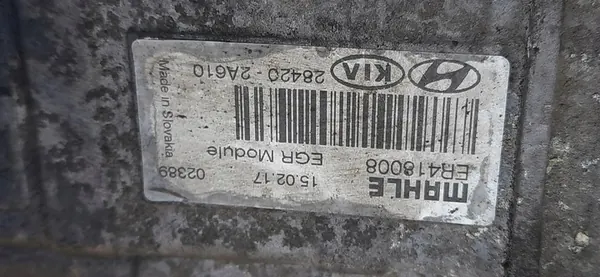 MAHLE
ER418008
15.02.17 02389
EGR Module
28420 - 2A610
KIA
Made in Slovakia